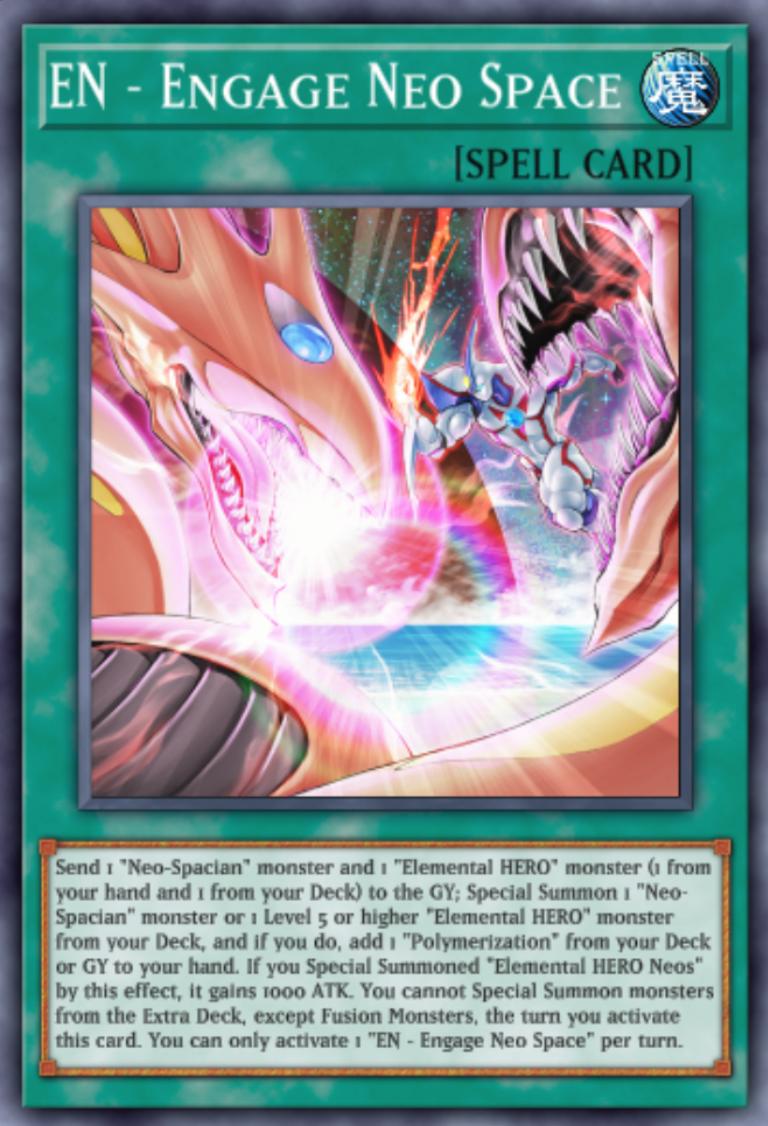 EN - Engage Neo Space
SPELL
魔
[SPELL CARD]
Send 1 "Neo-Spacian" monster and 1 "Elemental HERO" monster (1 from
your hand and 1 from your Deck) to the GY; Special Summon 1 "Neo-
Spacian" monster or 1 Level 5 or higher "Elemental HERO" monster
from your Deck, and if you do, add 1 "Polymerization" from your Deck
or GY to your hand. If you Special Summoned "Elemental HERO Neos"
by this effect, it gains 1000 ATK. You cannot Special Summon monsters
from the Extra Deck, except Fusion Monsters, the turn you activate
this card. You can only activate 1 "EN - Engage Neo Space" per turn.